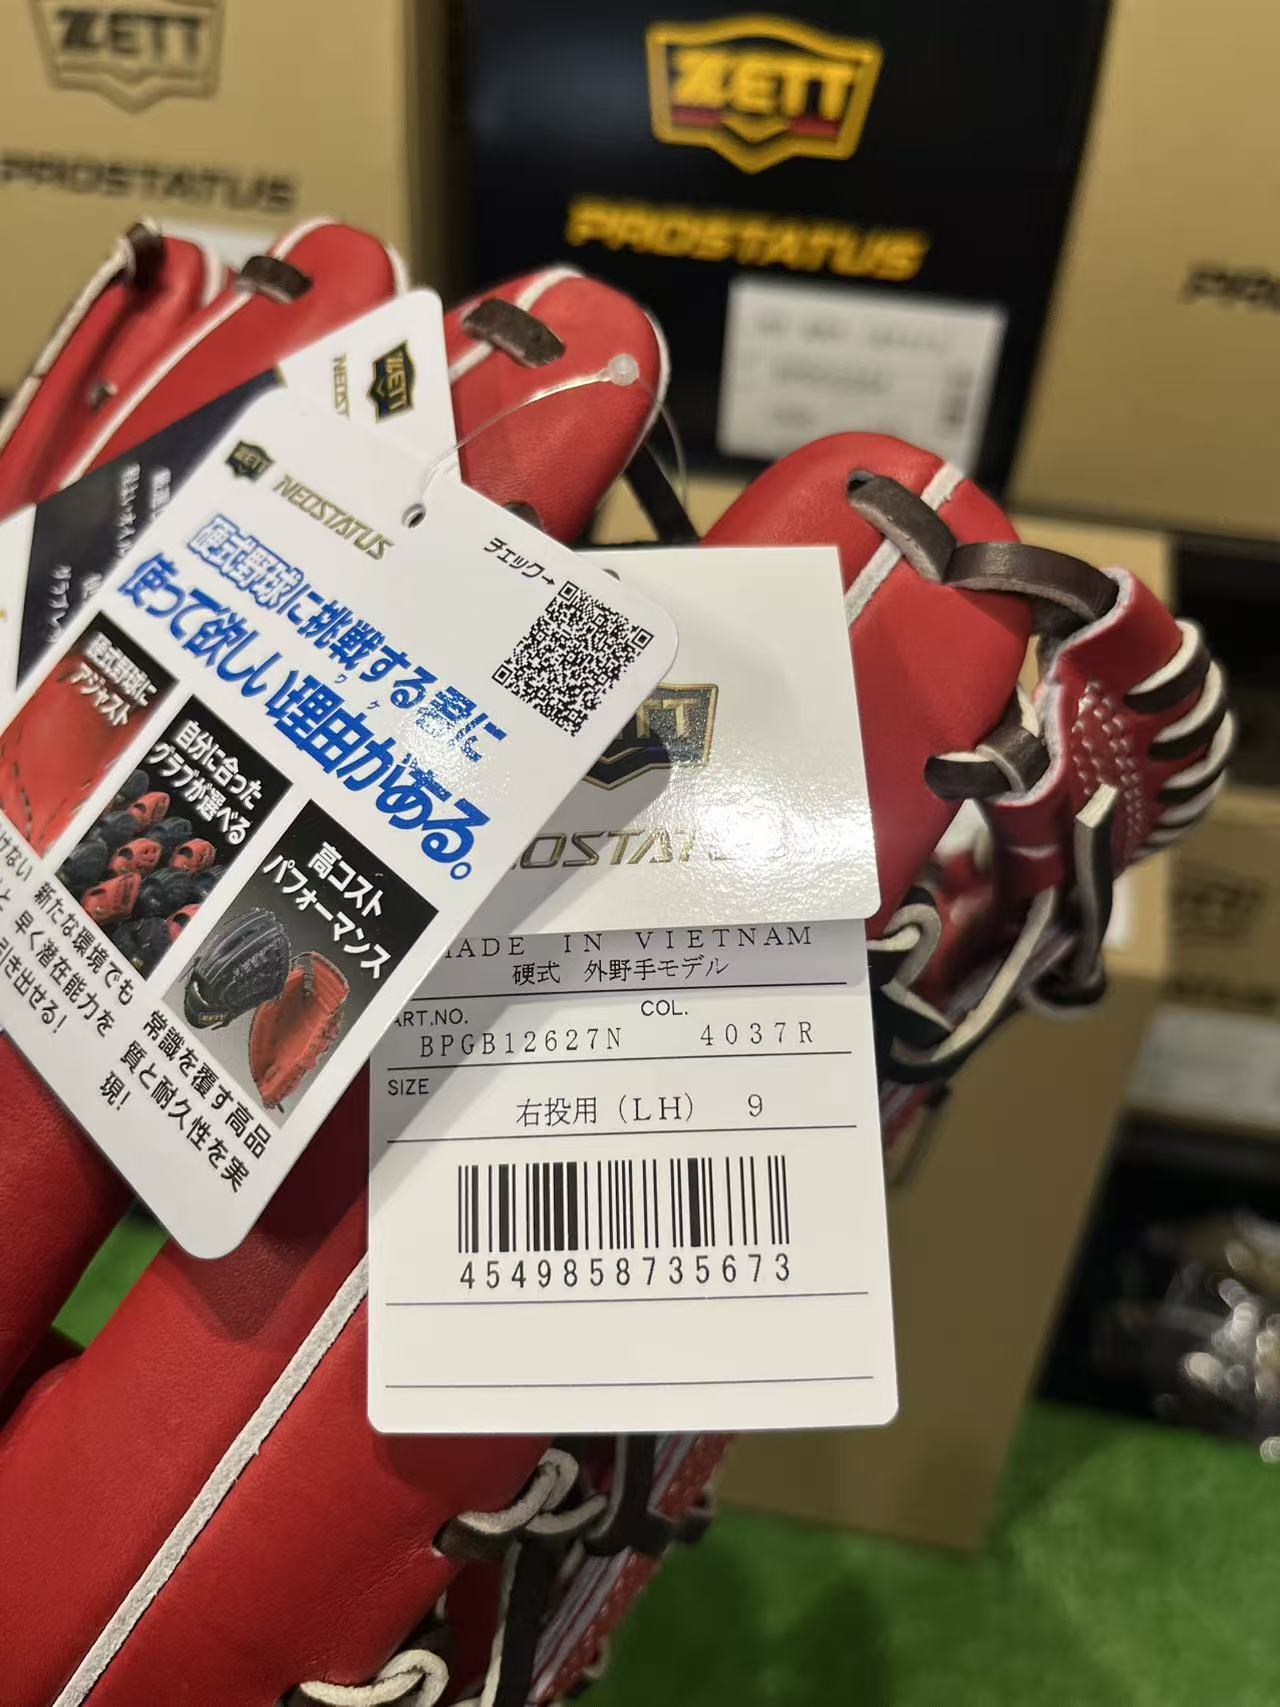 ZETT
PROSTATUS
ZETT
PROSTATUS
ZETT
ZETT
NEOSTATUS
チェック→
硬式野球に挑戦する君に
使って欲しい理由がある。
ワケ
硬式野球に
アジャスト
自分に合った
グラブが選べる
高コスト
パフォーマンス
新たな環境でも
早く潜在能力を
引き出せる!
常識を覆す高品
質と耐久性を実
現!
MADE IN VIETNAM
硬式 外野手モデル
ART.NO. COL.
BPGB12627N 4037R
SIZE
右投用(LH) 9
4549858735673